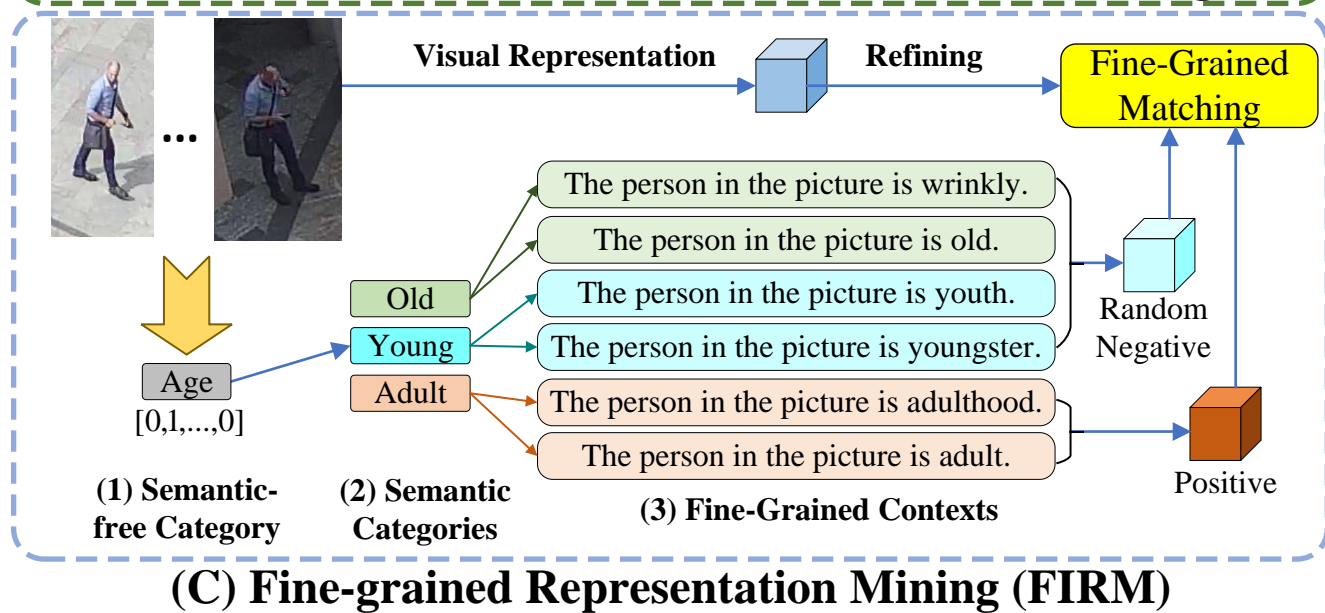 Visual Representation
Refining
Fine-Grained
Matching
...
The person in the picture is wrinkly.
The person in the picture is old.
The person in the picture is youth.
The person in the picture is youngster.
The person in the picture is adulthood.
The person in the picture is adult.
Old
Young
Adult
Age
[0,1,...,0]
Random
Negative
Positive
(1) Semantic-
free Category
(2) Semantic
Categories
(3) Fine-Grained Contexts
(C) Fine-grained Representation Mining (FIRM)